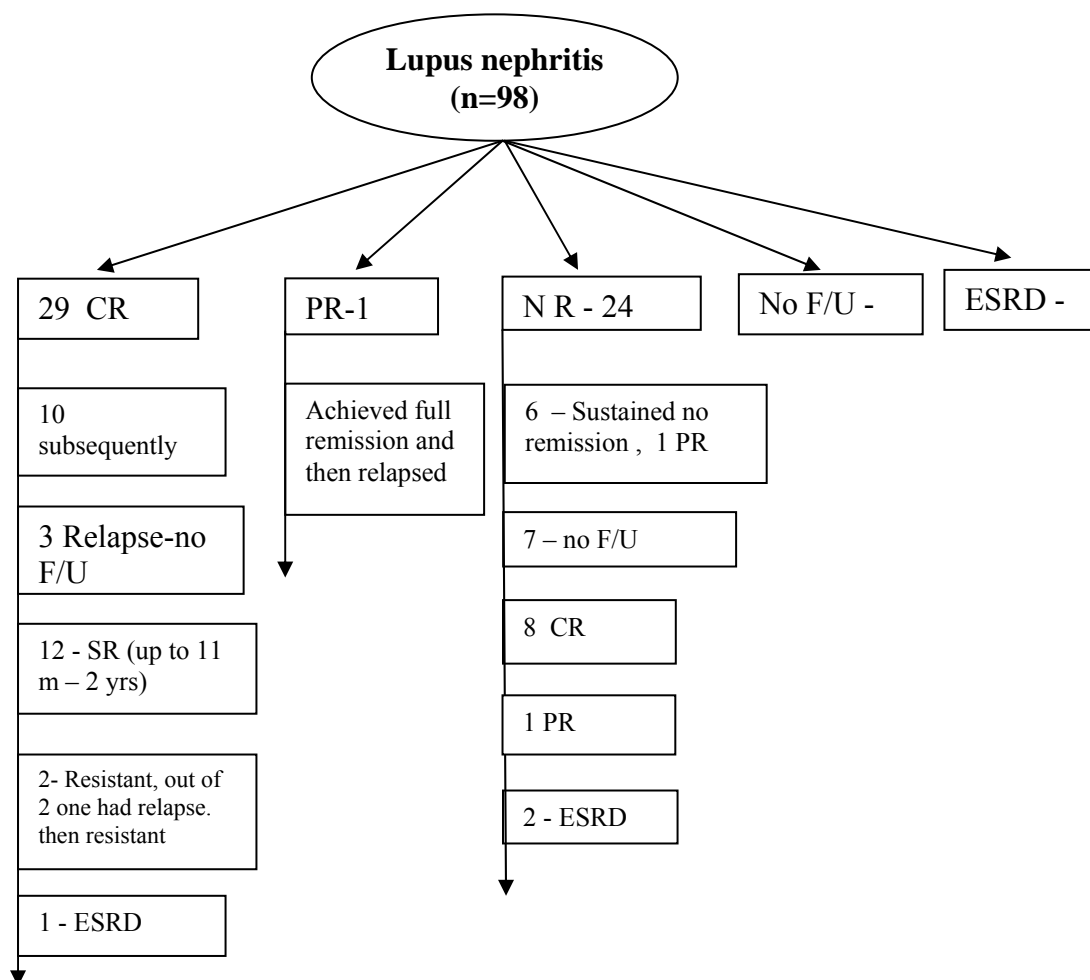 Lupus nephritis
(n=98)
29 CR
PR-1
N R - 24
No F/U -
ESRD -
10
subsequently
3 Relapse-no
F/U
12 - SR (up to 11
m – 2 yrs)
2- Resistant, out of
2 one had relapse.
then resistant
1 - ESRD
Achieved full
remission and
then relapsed
6 – Sustained no
remission , 1 PR
7 – no F/U
8 CR
1 PR
2 - ESRD